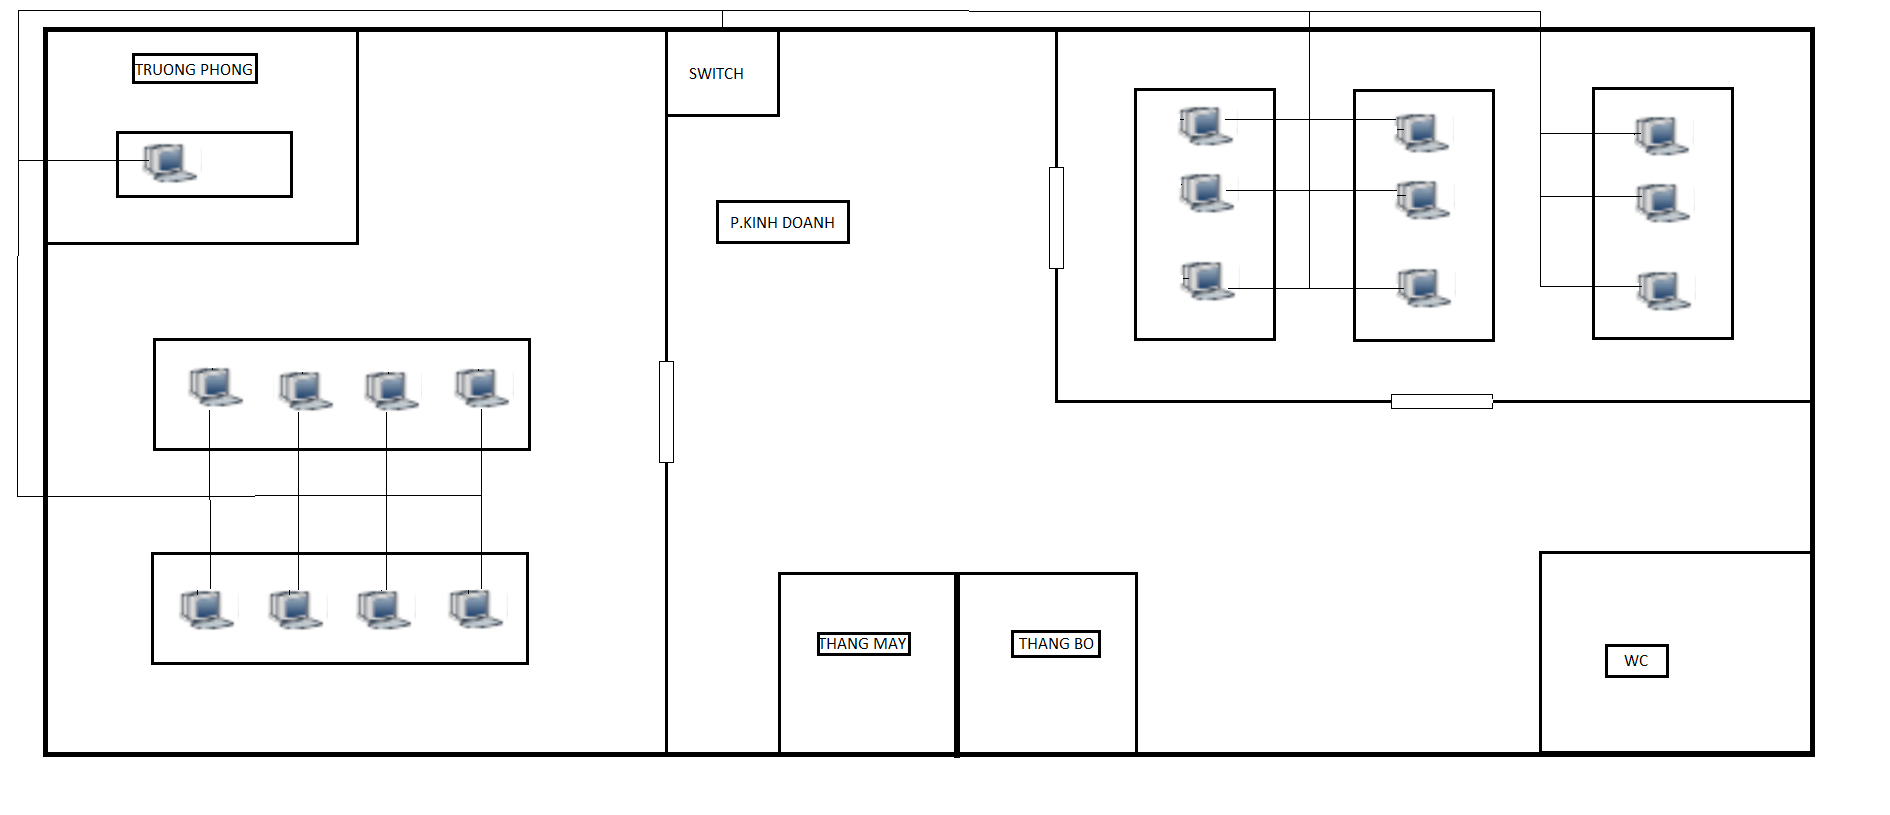 TRUONG PHONG
SWITCH
P.KINH DOANH
THANG MAY
THANG BO
WC